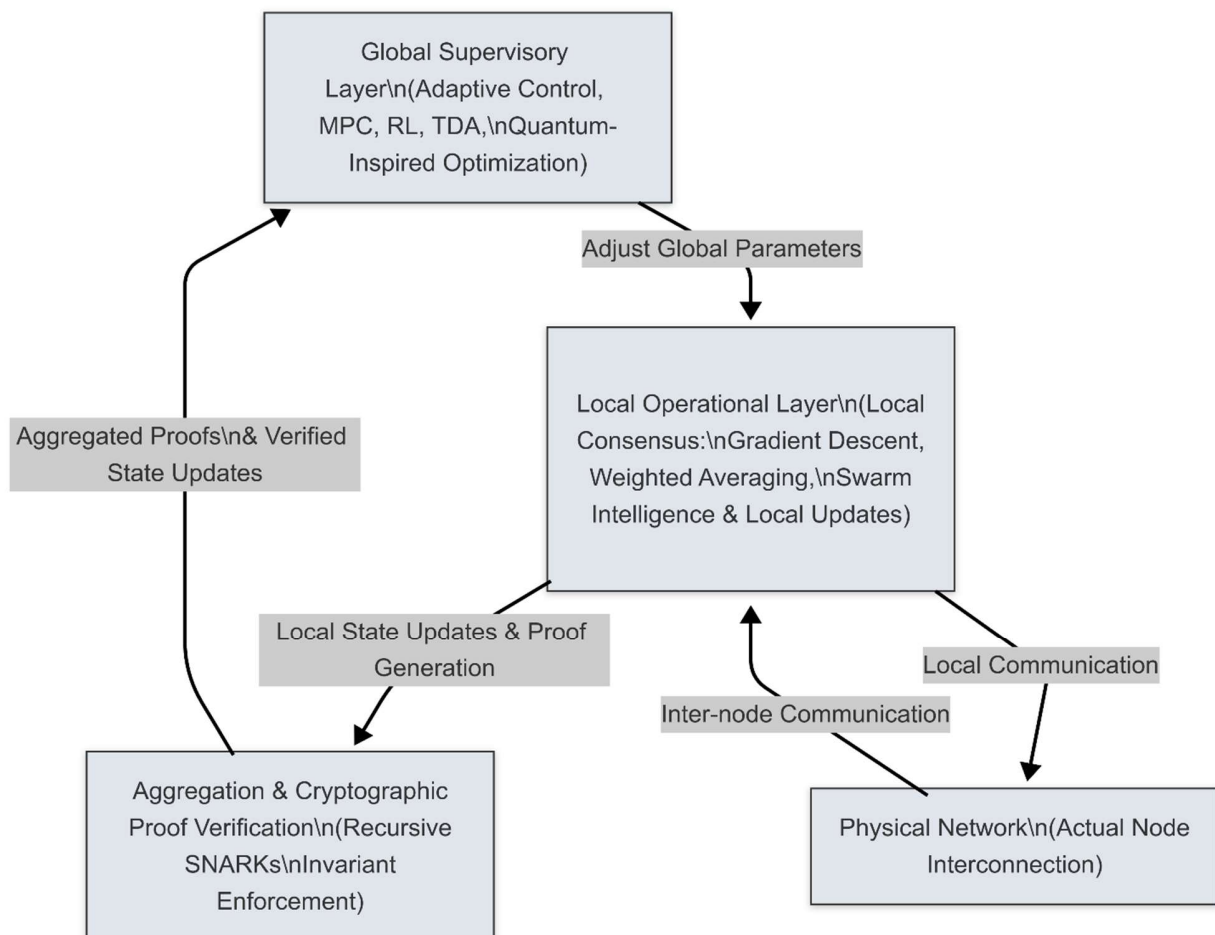 Global Supervisory
Layer\n(Adaptive Control,
MPC, RL, TDA,\nQuantum-
Inspired Optimization)
Adjust Global Parameters
Local Operational Layer\n(Local
Consensus:\nGradient Descent,
Weighted Averaging,\nSwarm
Intelligence & Local Updates)
Aggregated Proofs\n& Verified
State Updates
Local State Updates & Proof
Generation
Local Communication
Inter-node Communication
Aggregation & Cryptographic
Proof Verification\n(Recursive
SNARKs\nInvariant
Enforcement)
Physical Network\n(Actual Node
Interconnection)